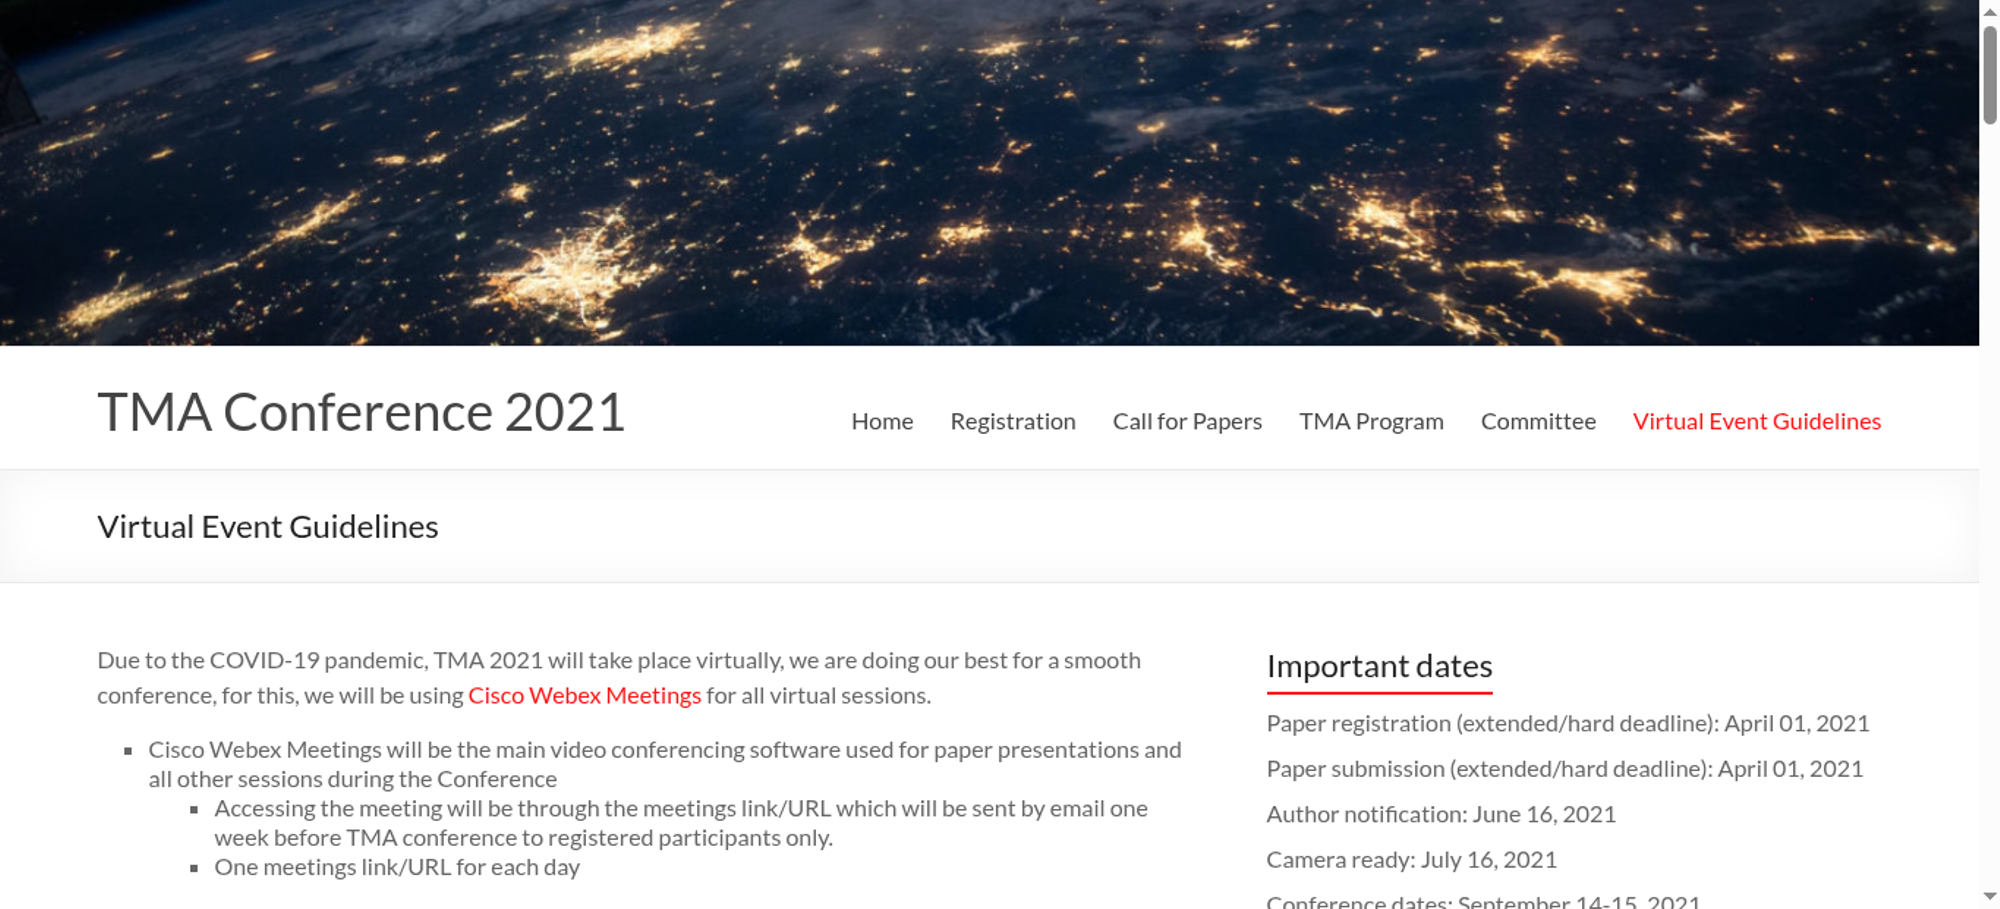 TMA Conference 2021
Home
Registration
Call for Papers
TMA Program
Committee
Virtual Event Guidelines
Virtual Event Guidelines
Due to the COVID-19 pandemic, TMA 2021 will take place virtually, we are doing our best for a smooth
conference, for this, we will be using Cisco Webex Meetings for all virtual sessions.
Cisco Webex Meetings will be the main video conferencing software used for paper presentations and
all other sessions during the Conference
Accessing the meeting will be through the meetings link/URL which will be sent by email one
week before TMA conference to registered participants only.
One meetings link/URL for each day
Important dates
Paper registration (extended/hard deadline): April 01, 2021
Paper submission (extended/hard deadline): April 01, 2021
Author notification: June 16, 2021
Camera ready: July 16, 2021
Conference dates: September 14-15, 2021